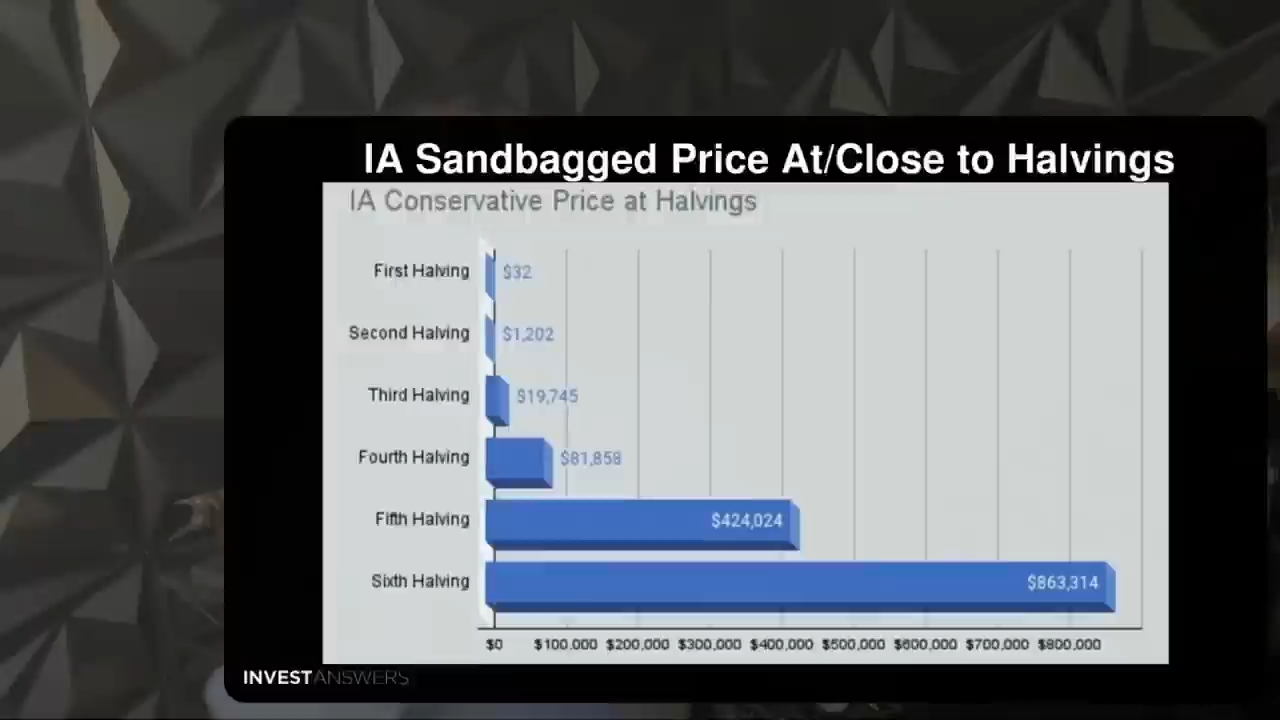 IA Sandbagged Price At/Close to Halvings
IA Conservative Price at Halvings
First Halving $32
Second Halving $1,202
Third Halving $19,745
Fourth Halving $81,858
Fifth Halving $424,024
Sixth Halving $863,314
$0 $100,000 $200,000 $300,000 $400,000 $500,000 $600,000 $700,000 $800,000
INVESTANSWERS